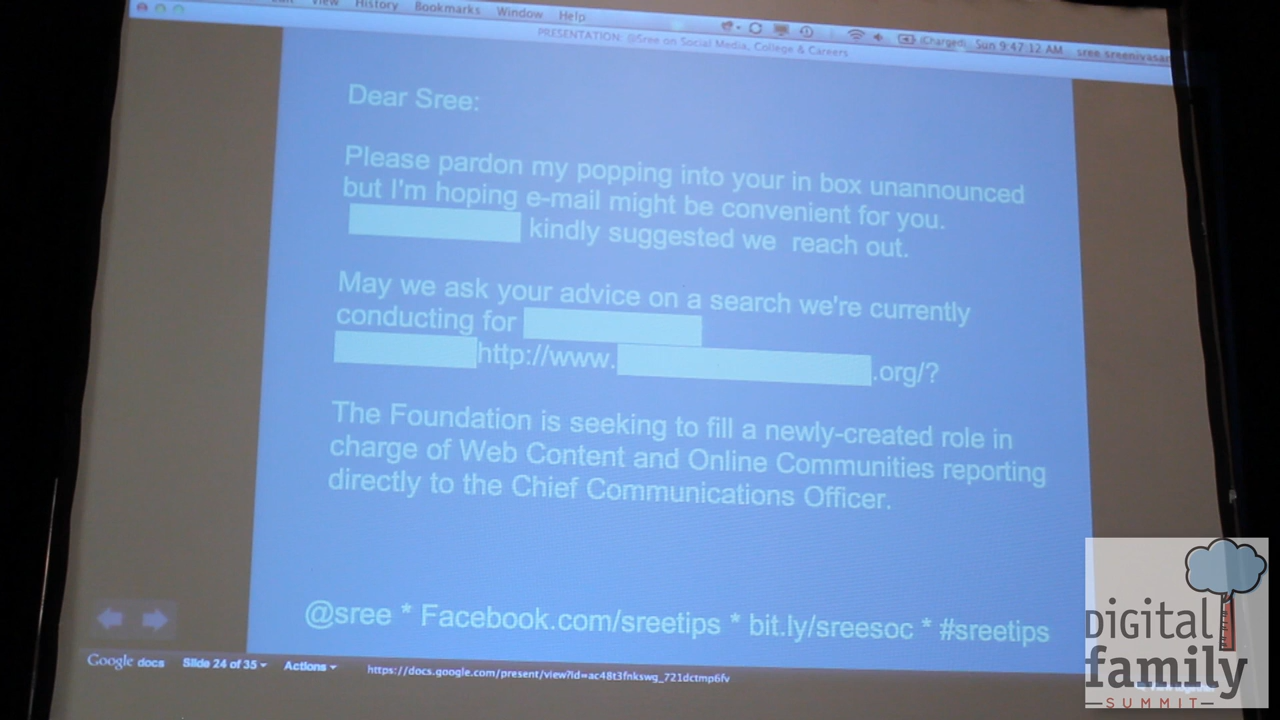 View History Bookmarks Window Help
(Charged) Sun 9:47:12 AM
PRESENTATION: @Sree on Social Media, College & Careers
Dear Sree:
Please pardon my popping into your in box unannounced
but I'm hoping e-mail might be convenient for you.
kindly suggested we reach out.
May we ask your advice on a search we're currently
conducting for
http://www. .org/?
The Foundation is seeking to fill a newly-created role in
charge of Web Content and Online Communities reporting
directly to the Chief Communications Officer.
@sree * Facebook.com/sreetips * bit.ly/sreesoc * #sreetips
Google docs Slide 24 of 35 Actions https://docs.google.com/present/view?id=ac48t3fnkswg_721dctmp6fv
digital
family
SUMMIT